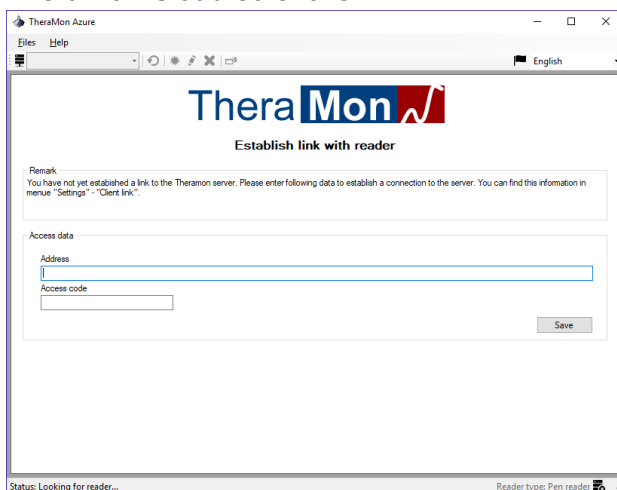 TheraMon Azure
Files Help
English
Thera Mon
Establish link with reader
Remark
You have not yet estabished a link to the Theramon server. Please enter following data to establish a connection to the server. You can find this information in
menue "Settings" - "Client link".
Access data
Address
Access code
Save
Status: Looking for reader... Reader type: Pen reader